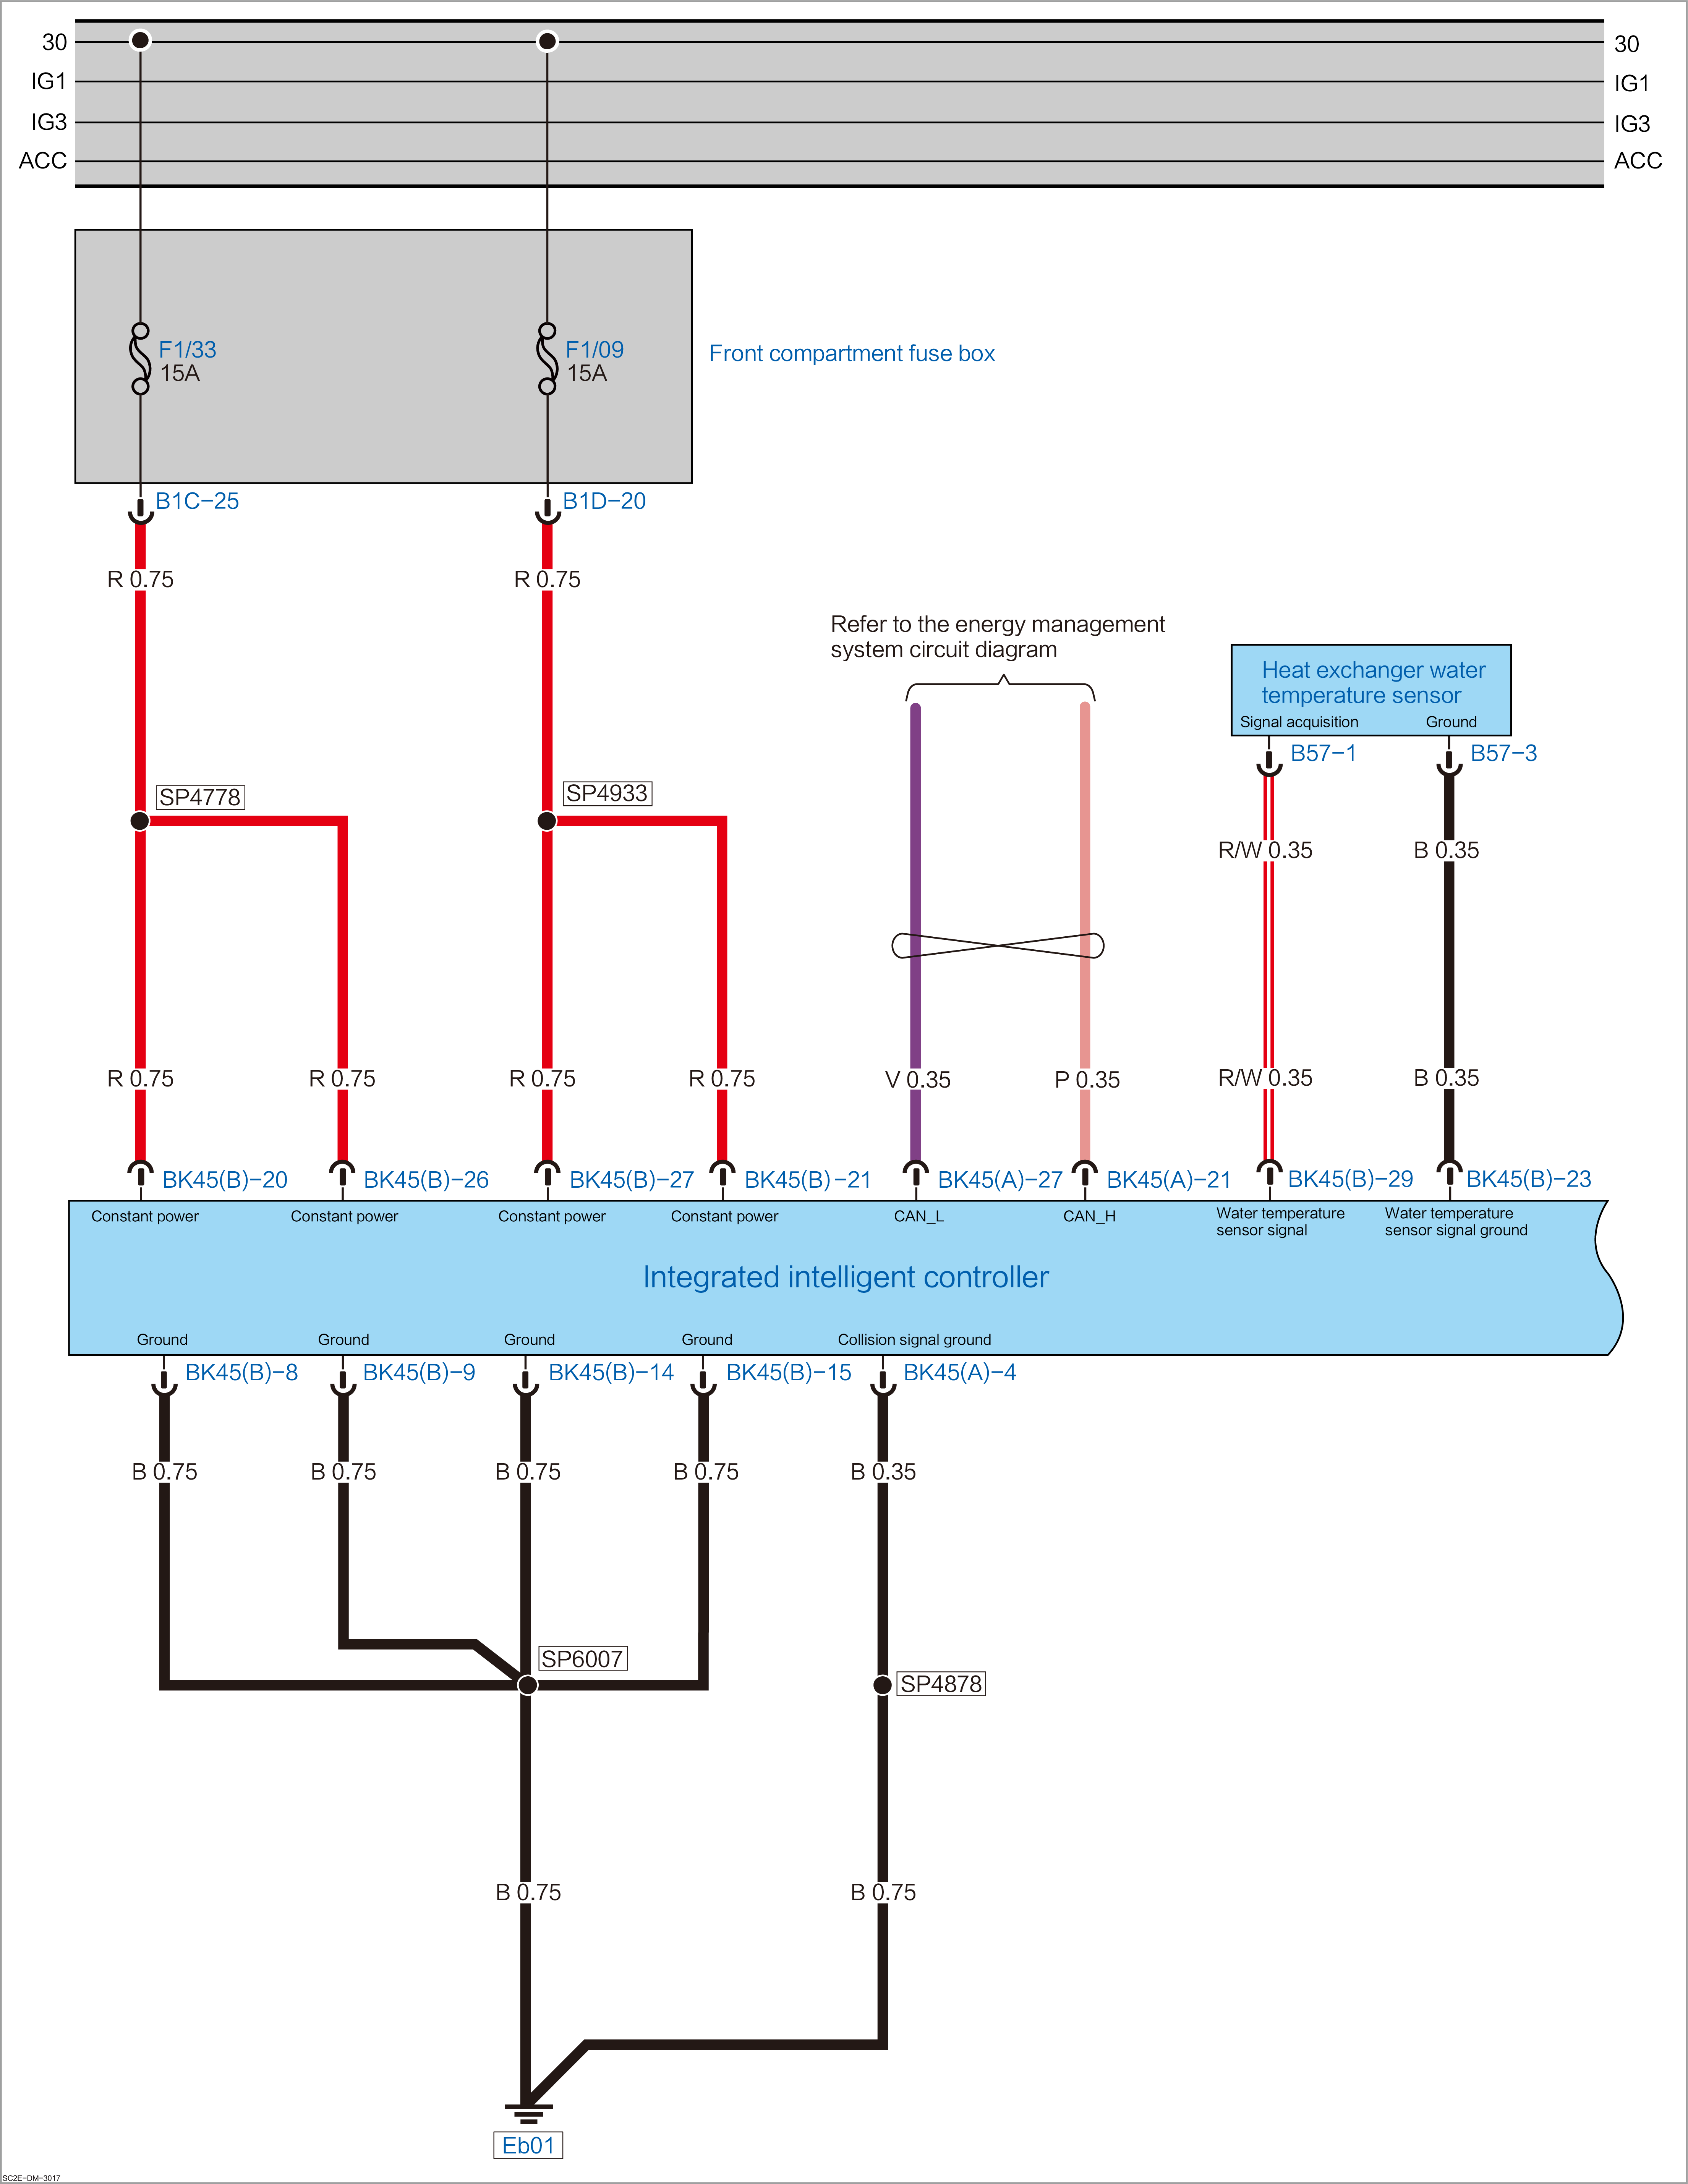 30
30
IG1
IG1
IG3
IG3
ACC
ACC
F1/33
15A
F1/09
15A
Front compartment fuse box
B1C-25
B1D-20
R 0.75
R 0.75
Refer to the energy management
system circuit diagram
Heat exchanger water
temperature sensor
Signal acquisition
Ground
B57-1
B57-3
SP4778
SP4933
R/W 0.35
B 0.35
R 0.75
R 0.75
R 0.75
R 0.75
V 0.35
P 0.35
R/W 0.35
B 0.35
BK45(B)-20
BK45(B)-26
BK45(B)-27
BK45(B)-21
BK45(A)-27
BK45(A)-21
BK45(B)-29
BK45(B)-23
Constant power
Constant power
Constant power
Constant power
CAN_L
CAN_H
Water temperature
sensor signal
Water temperature
sensor signal ground
Integrated intelligent controller
Ground
Ground
Ground
Ground
Collision signal ground
BK45(B)-8
BK45(B)-9
BK45(B)-14
BK45(B)-15
BK45(A)-4
B 0.75
B 0.75
B 0.75
B 0.75
B 0.35
SP6007
SP4878
B 0.75
B 0.75
Eb01
SC2E-DM-3017